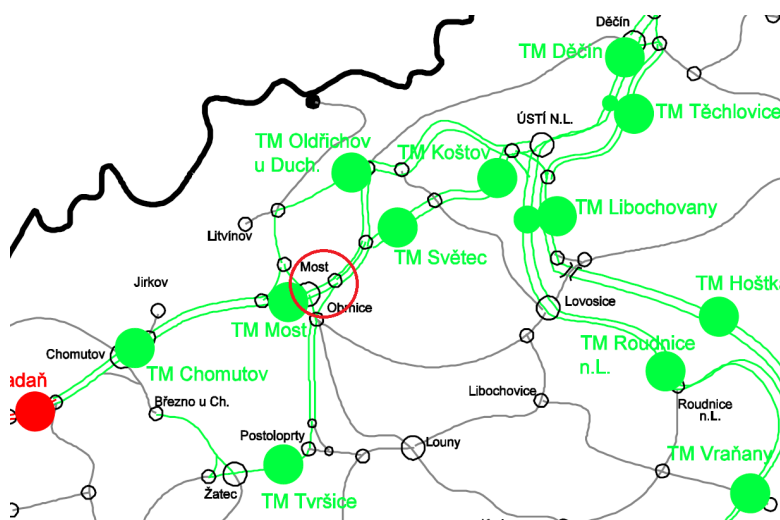 Děčín
TM Děčín
TM Těchlovice
ÚSTÍ N.L.
TM Oldřichov
u Duch.
TM Koštov
TM Libochovany
Litvínov
TM Světec
Most
Jirkov
Obrnice
TM Hoštk
Lovosice
TM Most
TM Roudnice
n.L.
Chomutov
TM Chomutov
adaň
Libochovice
Roudnice
n.L.
Březno u Ch.
Postoloprty
Louny
TM Vraňany
Žatec
TM Tvršice